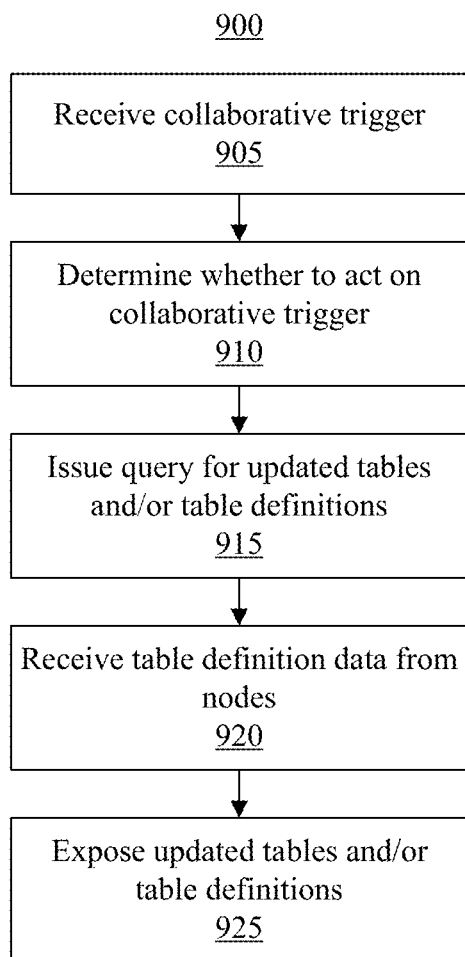 900
Receive collaborative trigger
905
Determine whether to act on
collaborative trigger
910
Issue query for updated tables
and/or table definitions
915
Receive table definition data from
nodes
920
Expose updated tables and/or
table definitions
925